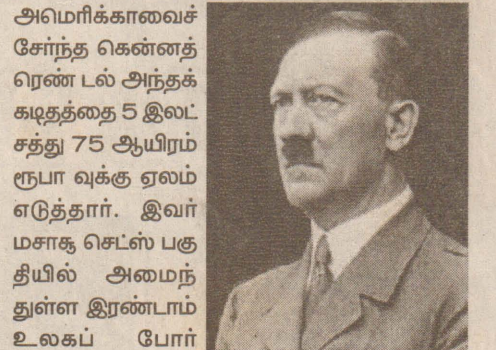 அமெரிக்காவைச்
சேர்ந்த கென்னத்
ரெண் டல் அந்தக்
கடிதத்தை 5 இலட்
சத்து 75 ஆயிரம்
ரூபா வுக்கு ஏலம்
எடுத்தார். இவர்
மசாசூ செட்ஸ் பகு
தியில் அமைந்
துள்ள இரண்டாம்
உலகப் போர்